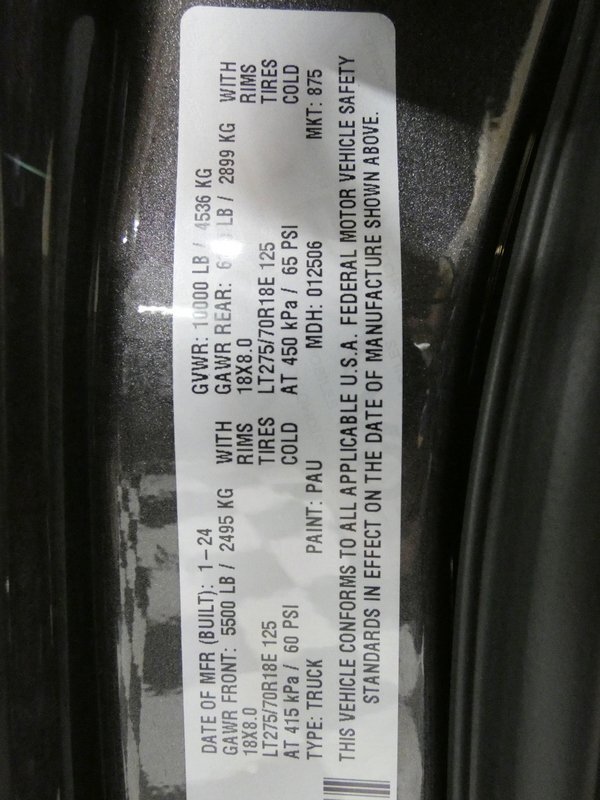 DATE OF MFR (BUILT): 1-24 GVWR: 10000 LB / 4536 KG
GAWR FRONT: 5500 LB / 2495 KG WITH GAWR REAR: LB / 2899 KG WITH
18X8.0 RIMS 18X8.0 RIMS
LT275/70R18E 125 TIRES LT275/70R18E 125 TIRES
AT 415 kPa / 60 PSI COLD AT 450 kPa / 65 PSI COLD
TYPE: TRUCK PAINT: PAU MDH: 012506 MKT: 875
THIS VEHICLE CONFORMS TO ALL APPLICABLE U.S.A. FEDERAL MOTOR VEHICLE SAFETY
STANDARDS IN EFFECT ON THE DATE OF MANUFACTURE SHOWN ABOVE.